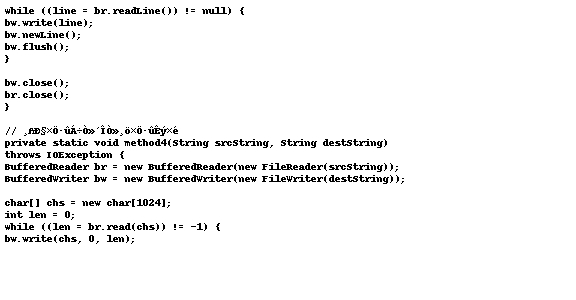 while ((line = br.readLine()) != null) {
bw.write(line);
bw.newLine();
bw.flush();
}
bw.close();
br.close();
}
// ¸ßÐ§×Ö·ûÁ÷Ò»´ÎÒ»¸ö×Ö·ûÊý×é
private static void method4(String srcString, String destString)
throws IOException {
BufferedReader br = new BufferedReader(new FileReader(srcString));
BufferedWriter bw = new BufferedWriter(new FileWriter(destString));
char[] chs = new char[1024];
int len = 0;
while ((len = br.read(chs)) != -1) {
bw.write(chs, 0, len);